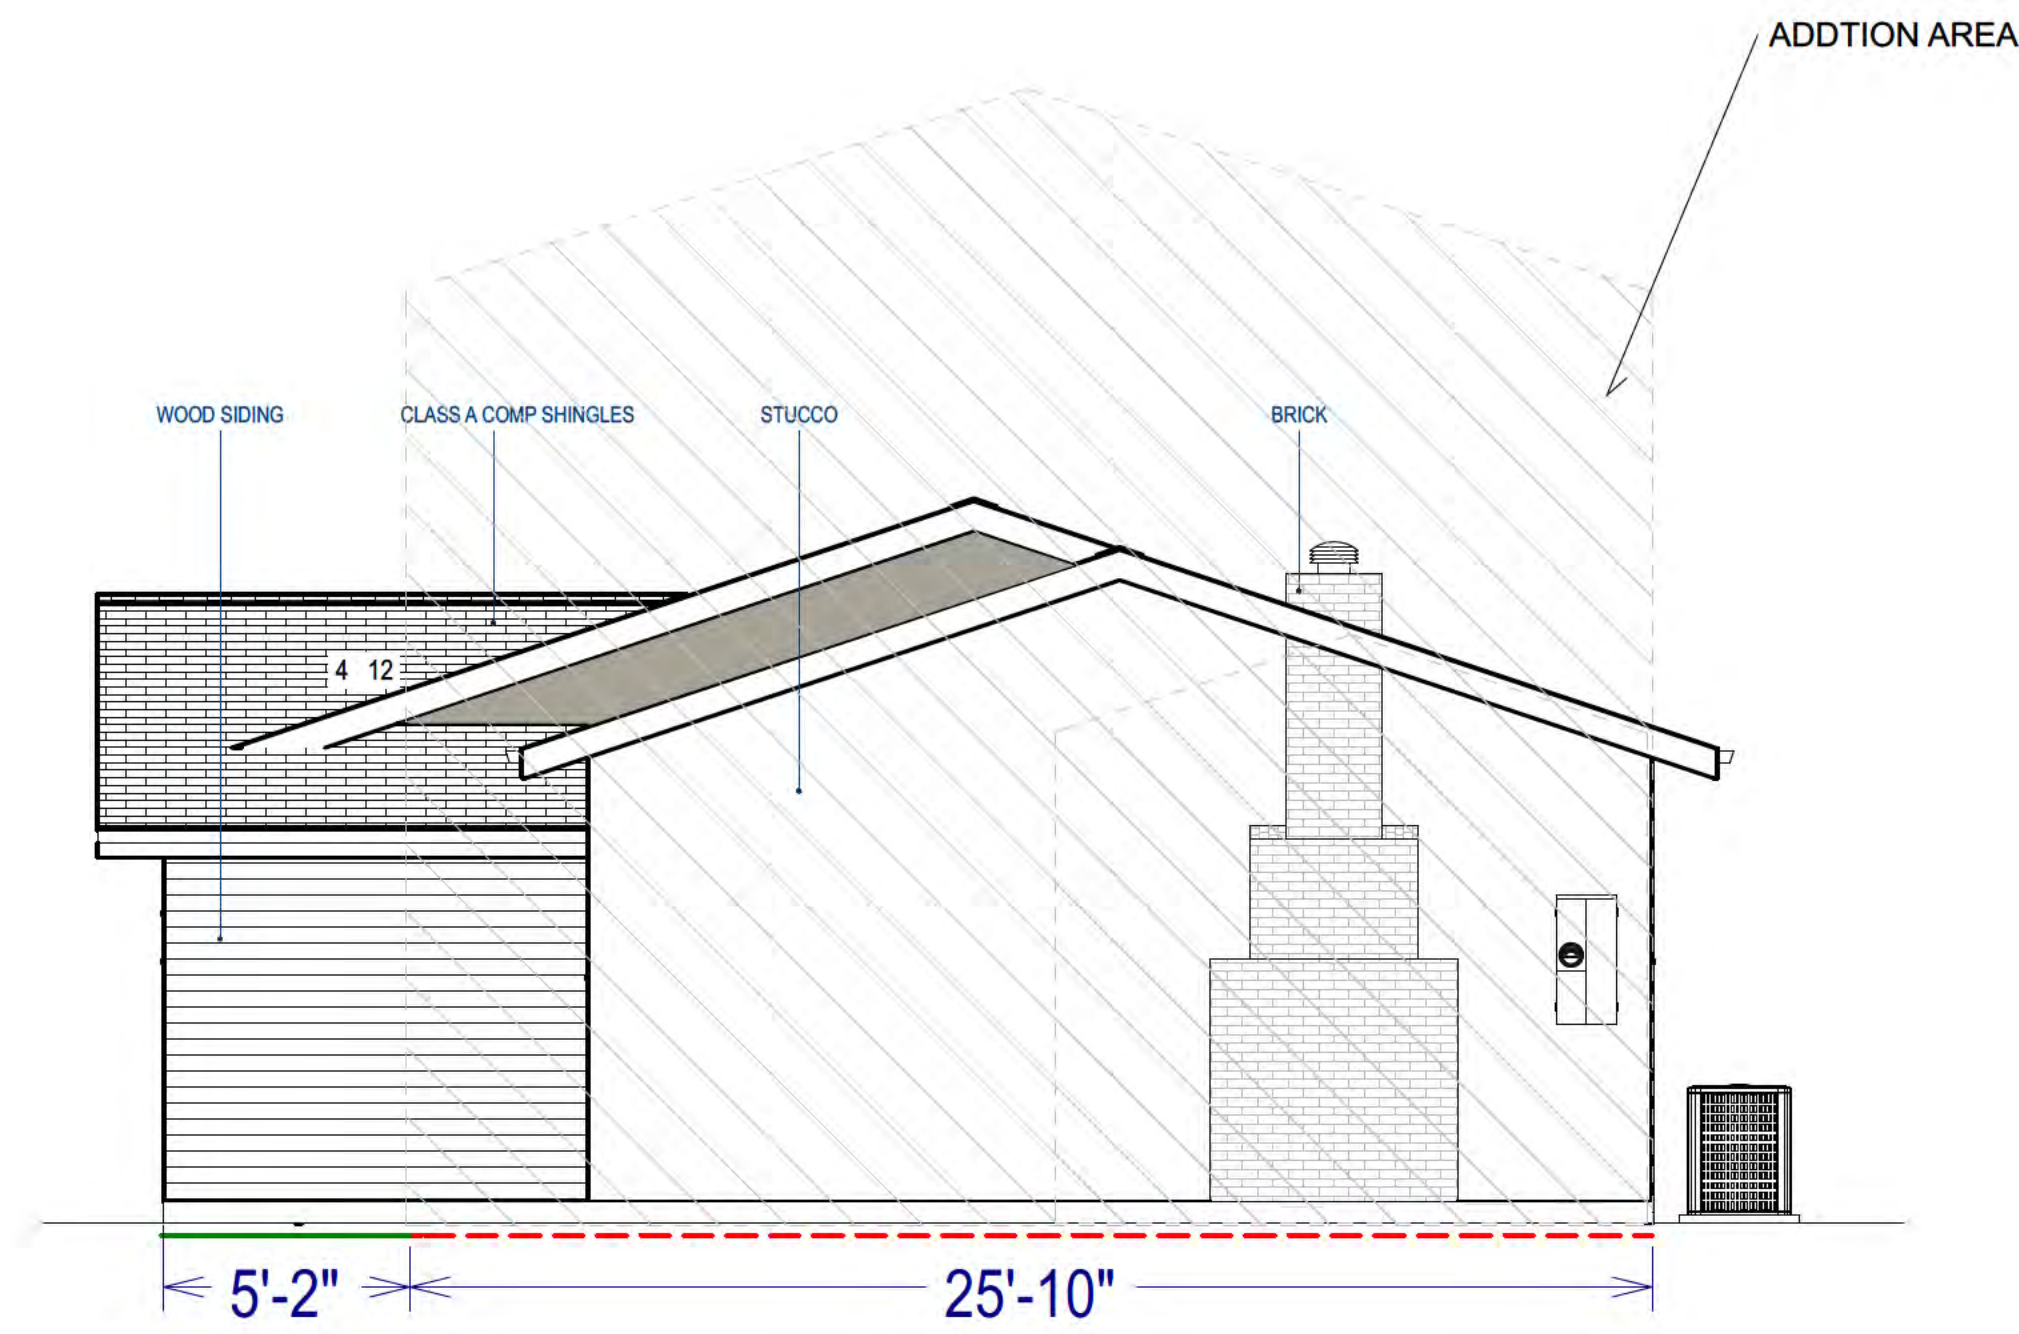 ADDTION AREA
WOOD SIDING
CLASS A COMP SHINGLES
STUCCO
BRICK
4 12
5'-2"
25'-10"